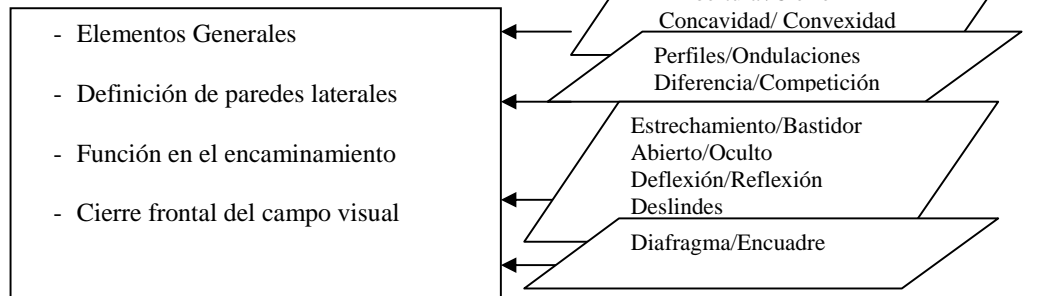 Concavidad/ Convexidad
- Elementos Generales
Perfiles/Ondulaciones
Diferencia/Competición
- Definición de paredes laterales
Estrechamiento/Bastidor
Abierto/Oculto
- Función en el encaminamiento
Deflexión/Reflexión
Deslindes
- Cierre frontal del campo visual
Diafragma/Encuadre